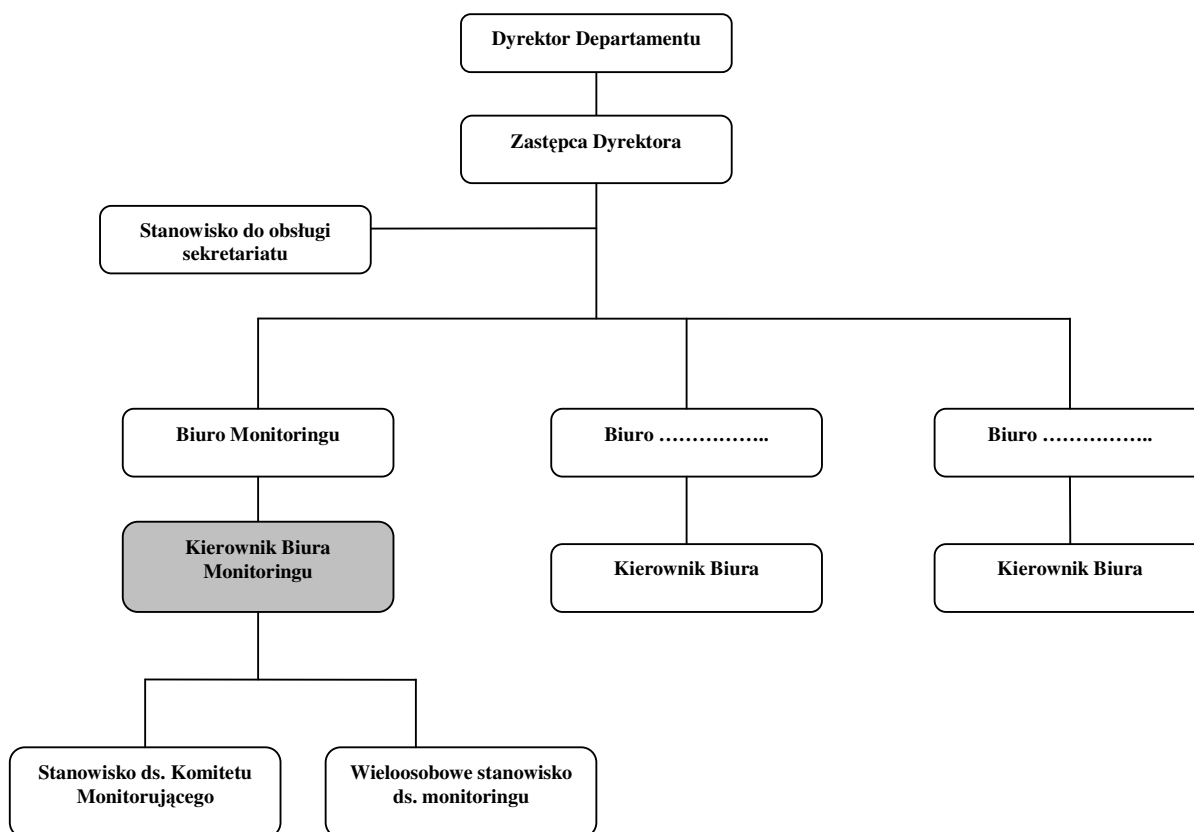 Dyrektor Departamentu
Zastępca Dyrektora
Stanowisko do obsługi
sekretariatu
Biuro Monitoringu
Biuro ……………..
Biuro ……………..
Kierownik Biura
Monitoringu
Kierownik Biura
Kierownik Biura
Stanowisko ds. Komitetu
Monitorującego
Wieloosobowe stanowisko
ds. monitoringu